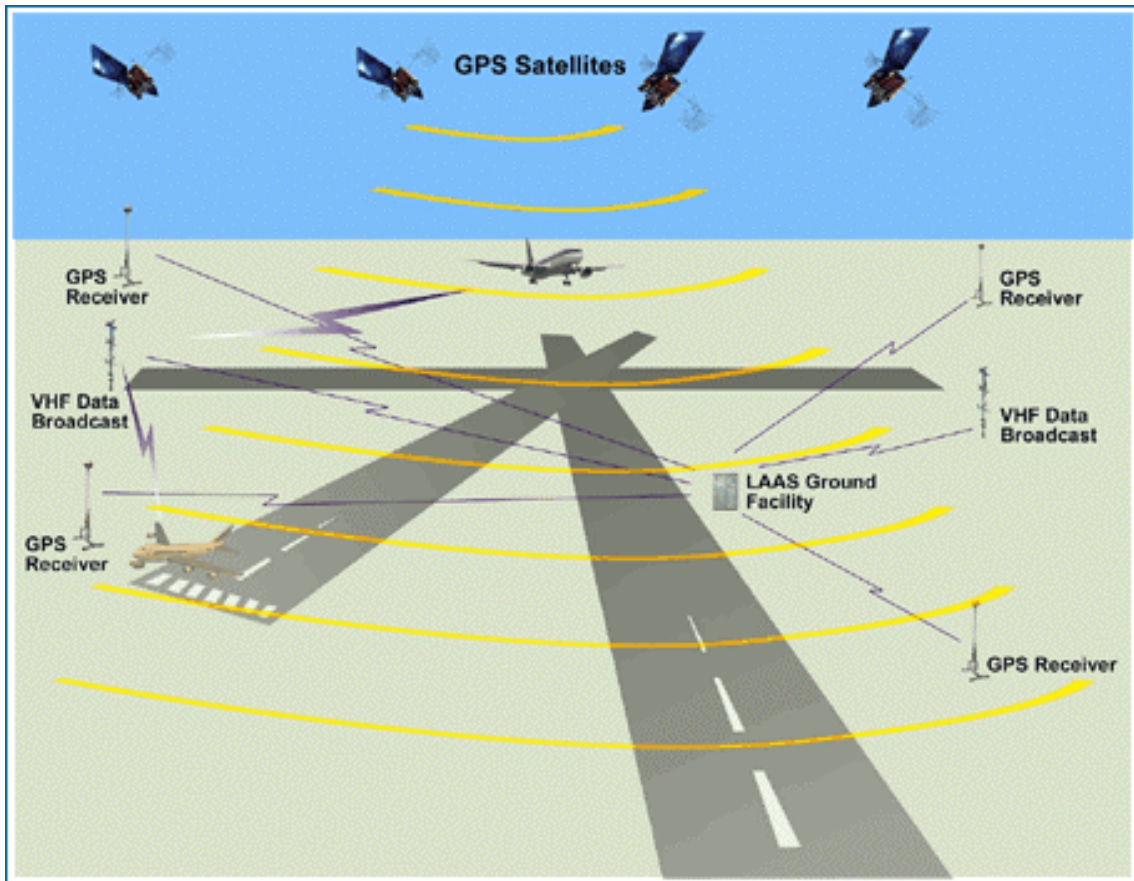 GPS Satellites
GPS
Receiver
GPS
Receiver
VHF Data
Broadcast
VHF Data
Broadcast
LAAS Ground
Facility
GPS
Receiver
GPS Receiver